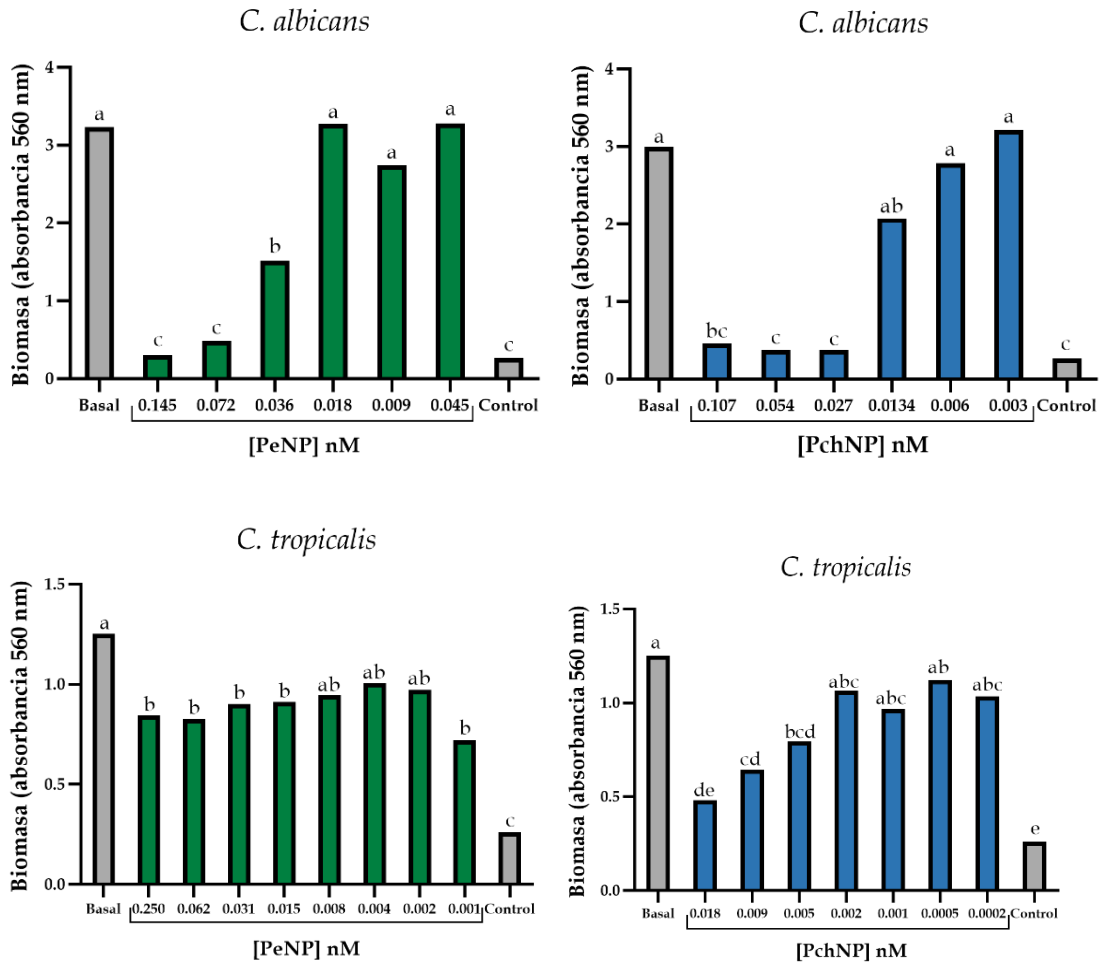 C. albicans
Biomasa (absorbancia 560 nm)
4
3
2
1
0
a
c
c
b
a
a
a
c
Basal
0.145
0.072
0.036
0.018
0.009
0.045
Control
[PeNP] nM
C. albicans
Biomasa (absorbancia 560 nm)
4
3
2
1
0
a
bc
c
c
ab
a
a
c
Basal
0.107
0.054
0.027
0.0134
0.006
0.003
Control
[PchNP] nM
C. tropicalis
Biomasa (absorbancia 560 nm)
1.5
1.0
0.5
0.0
a
b
b
b
b
ab
ab
ab
b
c
Basal
0.250
0.062
0.031
0.015
0.008
0.004
0.002
0.001
Control
[PeNP] nM
C. tropicalis
Biomasa (absorbancia 560 nm)
1.5
1.0
0.5
0.0
a
de
cd
bcd
abc
abc
ab
abc
e
Basal
0.018
0.009
0.005
0.002
0.001
0.0005
0.0002
Control
[PchNP] nM